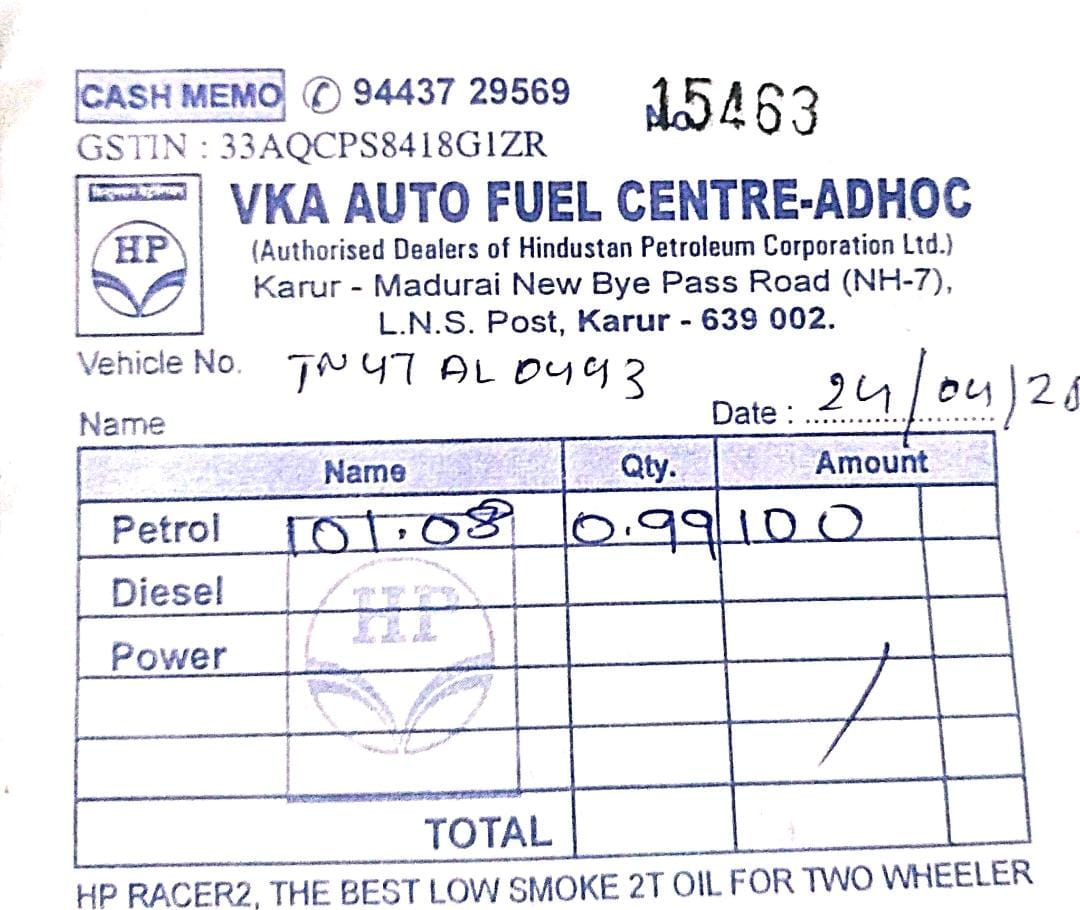 CASH MEMO ✆ 94437 29569 No. 15463
GSTIN : 33AQCPS8418G1ZR
HP
VKA AUTO FUEL CENTRE-ADHOC
(Authorised Dealers of Hindustan Petroleum Corporation Ltd.)
Karur - Madurai New Bye Pass Road (NH-7),
L.N.S. Post, Karur - 639 002.
Vehicle No. TN 47 AL 0493
Name Date : 24/04/
Name Qty. Amount
Petrol 101.08 0.99 100
Diesel
HP
Power
TOTAL
HP RACER2, THE BEST LOW SMOKE 2T OIL FOR TWO WHEELER